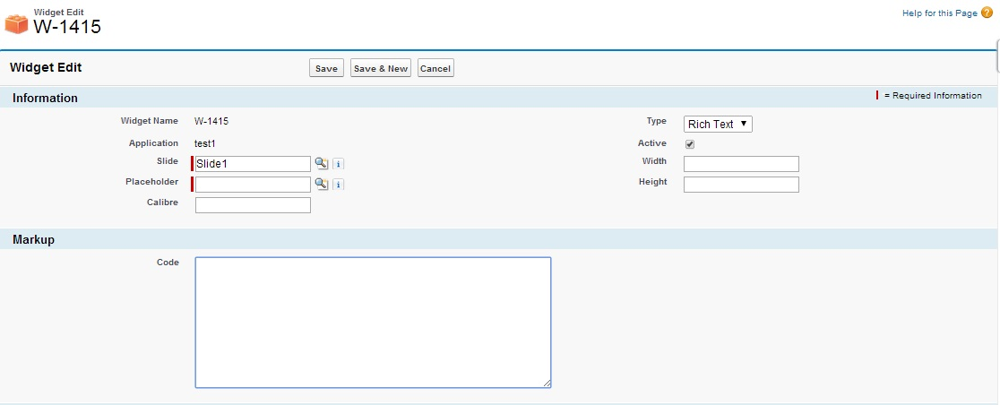 Widget Edit
W-1415
Help for this Page ?
Widget Edit
Save
Save & New
Cancel
Information
= Required Information
Widget Name W-1415
Type Rich Text
Application test1
Active
Slide Slide1
Width
Placeholder
Height
Calibre
Markup
Code